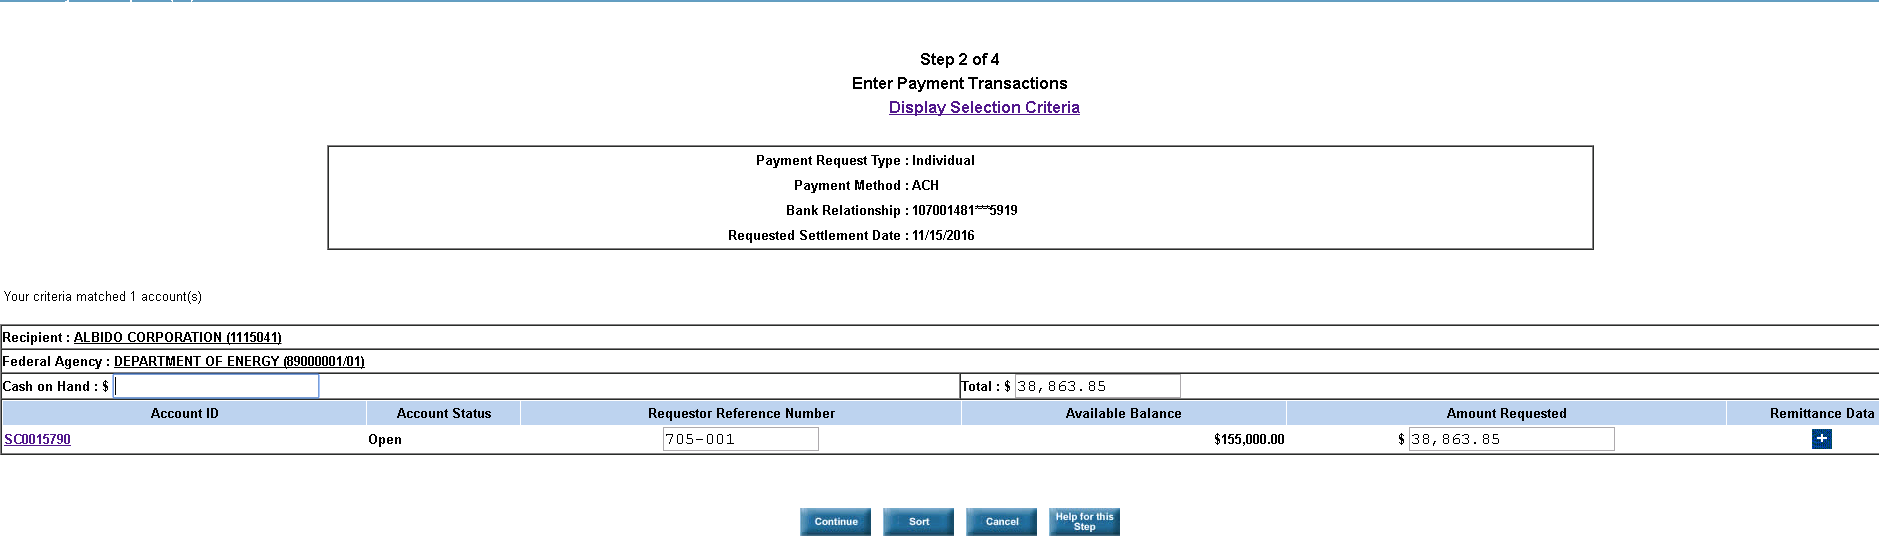 Step 2 of 4
Enter Payment Transactions
Display Selection Criteria
Payment Request Type : Individual
Payment Method : ACH
Bank Relationship : 107001481***5919
Requested Settlement Date : 11/15/2016
Your criteria matched 1 account(s)
Recipient : ALBIDO CORPORATION (1115041)
Federal Agency : DEPARTMENT OF ENERGY (89000001/01)
Cash on Hand : $ Total : $ 38,863.85
Account ID Account Status Requestor Reference Number Available Balance Amount Requested Remittance Data
SC0015790 Open 705-001 $155,000.00 $ 38,863.85 +
Continue Sort Cancel Help for this Step